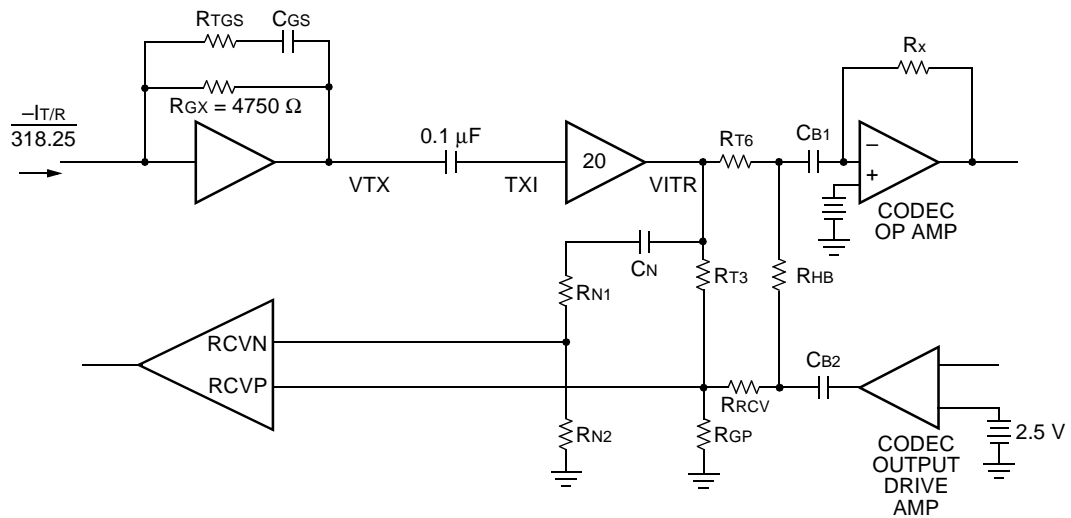 RTGS
CGS
RX
RGX = 4750 Ω
–IT/R
318.25
0.1 µF
RT6
CB1
20
–
+
VTX
TXI
VITR
CODEC
OP AMP
CN
RN1
RT3
RHB
RCVN
RCVP
CB2
RRCV
RN2
RGP
2.5 V
CODEC
OUTPUT
DRIVE
AMP